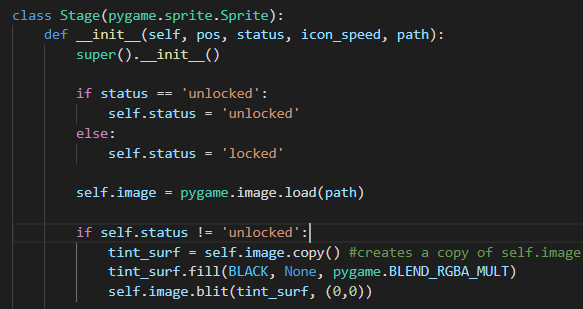 class Stage(pygame.sprite.Sprite):
def __init__(self, pos, status, icon_speed, path):
super().__init__()
if status == 'unlocked':
self.status = 'unlocked'
else:
self.status = 'locked'
self.image = pygame.image.load(path)
if self.status != 'unlocked':
tint_surf = self.image.copy() #creates a copy of self.image
tint_surf.fill(BLACK, None, pygame.BLEND_RGBA_MULT)
self.image.blit(tint_surf, (0,0))